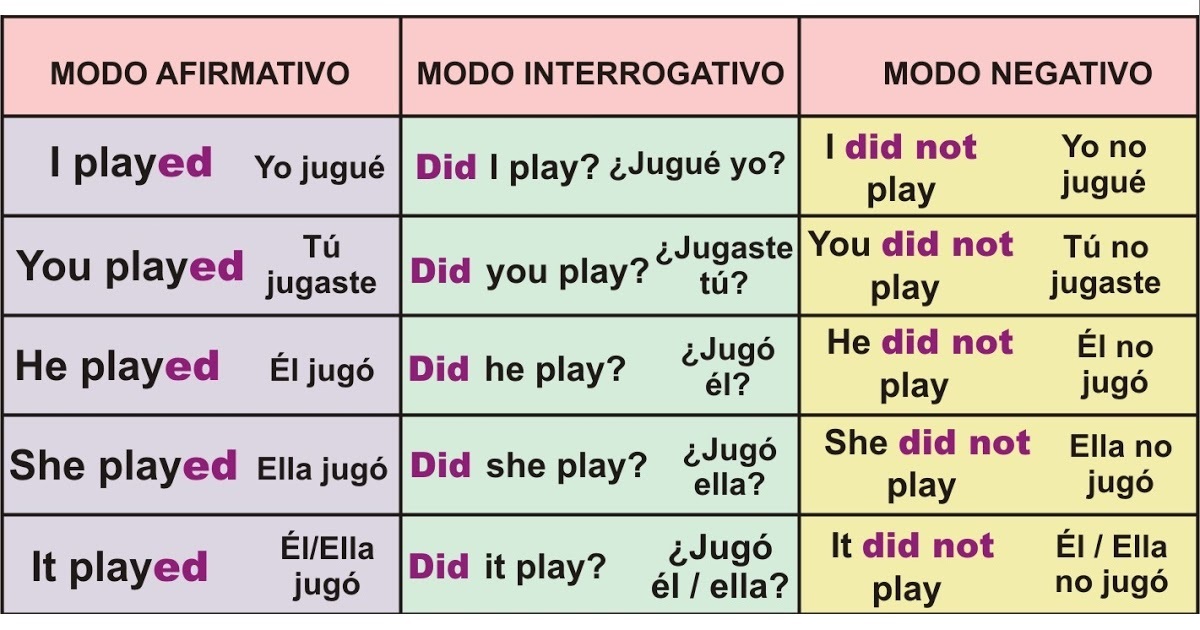 MODO AFIRMATIVO
MODO INTERROGATIVO
MODO NEGATIVO
I played
Yo jugué
Did I play?
¿Jugué yo?
I did not
play
Yo no
jugué
You played
Tú
jugaste
Did you play?
¿Jugaste
tú?
You did not
play
Tú no
jugaste
He played
Él jugó
Did he play?
¿Jugó
él?
He did not
play
Él no
jugó
She played
Ella jugó
Did she play?
¿Jugó
ella?
She did not
play
Ella no
jugó
It played
Él/Ella
jugó
Did it play?
¿Jugó
él / ella?
It did not
play
Él / Ella
no jugó